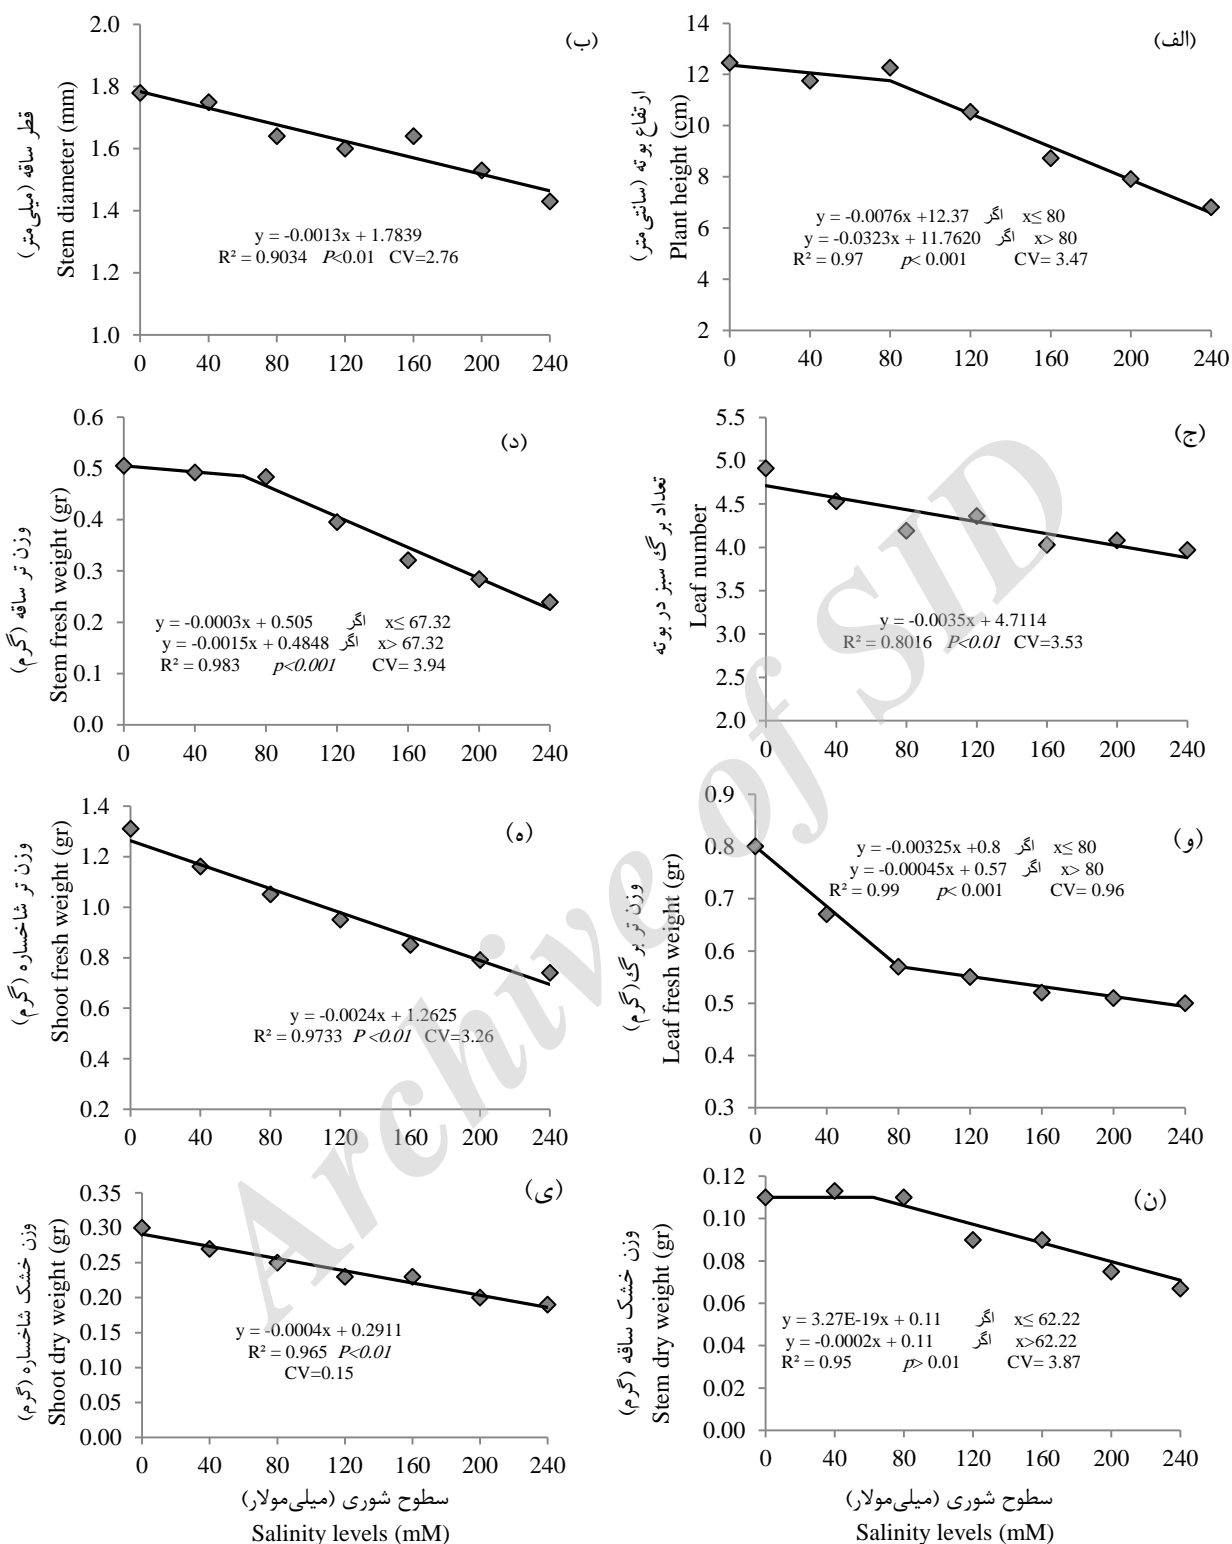 (الف)
14
12
10
8
6
4
2
ارتفاع بوته (سانتی‌متر)
Plant height (cm)
y = -0.0076x +12.37 اگر x≤ 80
y = -0.0323x + 11.7620 اگر x> 80
R² = 0.97 p< 0.001 CV= 3.47
0 40 80 120 160 200 240
(ب)
2.0
1.8
1.6
1.4
1.2
1.0
قطر ساقه (میلی‌متر)
Stem diameter (mm)
y = -0.0013x + 1.7839
R² = 0.9034 P<0.01 CV=2.76
0 40 80 120 160 200 240
(ج)
5.5
5.0
4.5
4.0
3.5
3.0
2.5
2.0
تعداد برگ سبز در بوته
Leaf number
y = -0.0035x + 4.7114
R² = 0.8016 P<0.01 CV=3.53
0 40 80 120 160 200 240
(د)
0.6
0.5
0.4
0.3
0.2
0.1
0.0
وزن تر ساقه (گرم)
Stem fresh weight (gr)
y = -0.0003x + 0.505 اگر x≤ 67.32
y = -0.0015x + 0.4848 اگر x> 67.32
R² = 0.983 p<0.001 CV= 3.94
0 40 80 120 160 200 240
(و)
0.9
0.8
0.7
0.6
0.5
0.4
0.3
وزن تر برگ (گرم)
Leaf fresh weight (gr)
y = -0.00325x +0.8 اگر x≤ 80
y = -0.00045x + 0.57 اگر x> 80
R² = 0.99 p< 0.001 CV= 0.96
0 40 80 120 160 200 240
(ه)
1.4
1.2
1.0
0.8
0.6
0.4
0.2
وزن تر شاخساره (گرم)
Shoot fresh weight (gr)
y = -0.0024x + 1.2625
R² = 0.9733 P <0.01 CV=3.26
0 40 80 120 160 200 240
(ن)
0.12
0.10
0.08
0.06
0.04
0.02
0.00
وزن خشک ساقه (گرم)
Stem dry weight (gr)
y = 3.27E-19x + 0.11 اگر x≤ 62.22
y = -0.0002x + 0.11 اگر x>62.22
R² = 0.95 p> 0.01 CV= 3.87
0 40 80 120 160 200 240
سطوح شوری (میلی‌مولار)
Salinity levels (mM)
(ی)
0.35
0.30
0.25
0.20
0.15
0.10
0.05
0.00
وزن خشک شاخساره (گرم)
Shoot dry weight (gr)
y = -0.0004x + 0.2911
R² = 0.965 P<0.01
CV=0.15
0 40 80 120 160 200 240
سطوح شوری (میلی‌مولار)
Salinity levels (mM)
Archive of SID